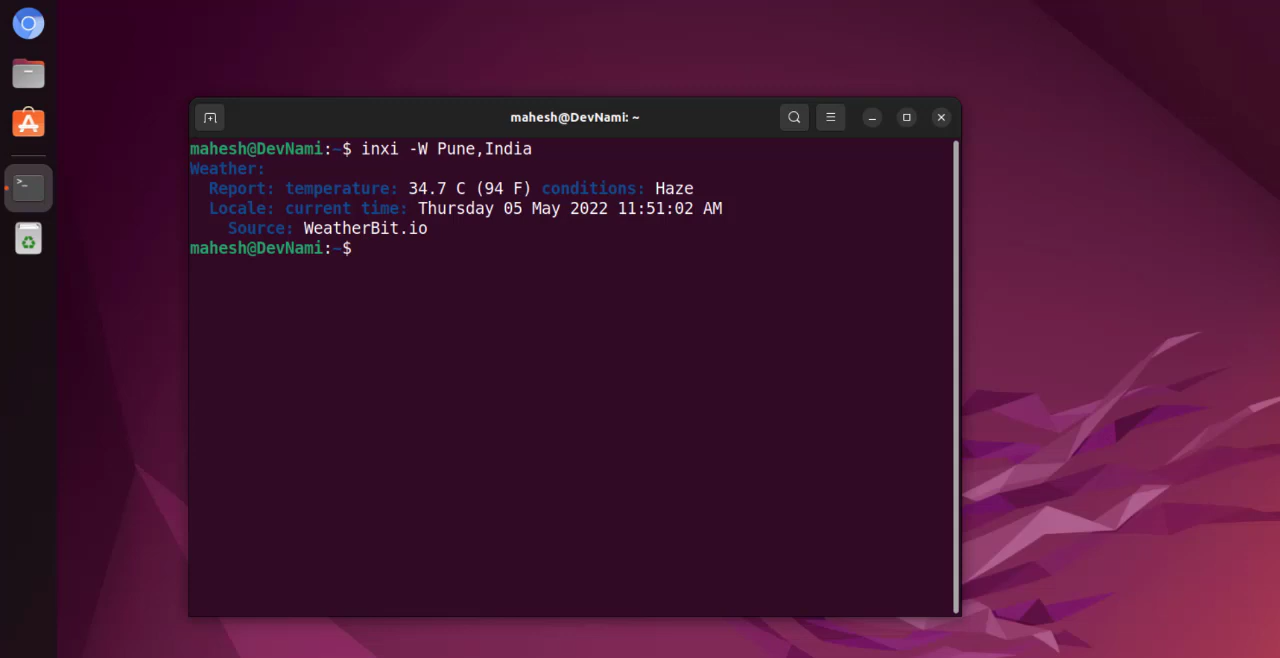 mahesh@DevNami: ~
mahesh@DevNami:~$ inxi -W Pune,India
Weather:
Report: temperature: 34.7 C (94 F) conditions: Haze
Locale: current time: Thursday 05 May 2022 11:51:02 AM
Source: WeatherBit.io
mahesh@DevNami:~$